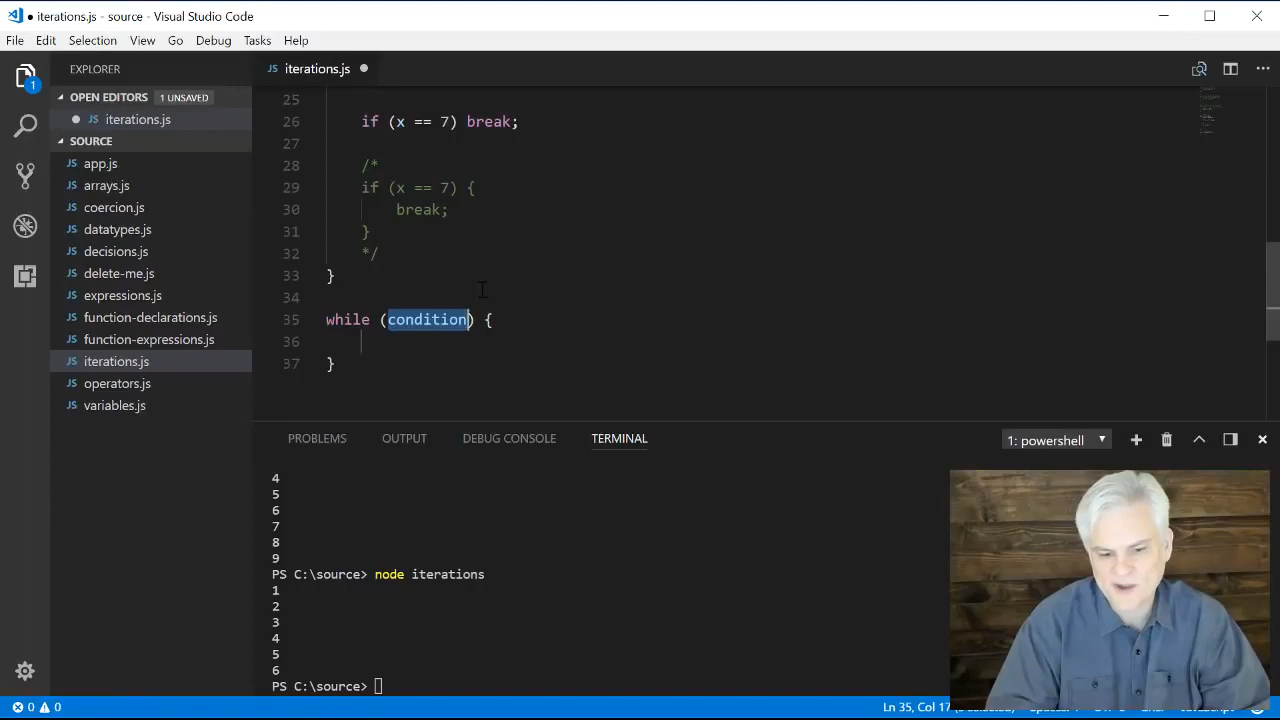 iterations.js - source - Visual Studio Code
File Edit Selection View Go Debug Tasks Help
EXPLORER
iterations.js
OPEN EDITORS 1 UNSAVED
iterations.js
SOURCE
app.js
arrays.js
coercion.js
datatypes.js
decisions.js
delete-me.js
expressions.js
function-declarations.js
function-expressions.js
iterations.js
operators.js
variables.js
25
26 if (x == 7) break;
27
28 /*
29 if (x == 7) {
30 break;
31 }
32 */
33 }
34
35 while (condition) {
36
37 }
PROBLEMS OUTPUT DEBUG CONSOLE TERMINAL
1: powershell
4
5
6
7
8
9
PS C:\source> node iterations
1
2
3
4
5
6
PS C:\source>
0 0 Ln 35, Col 17